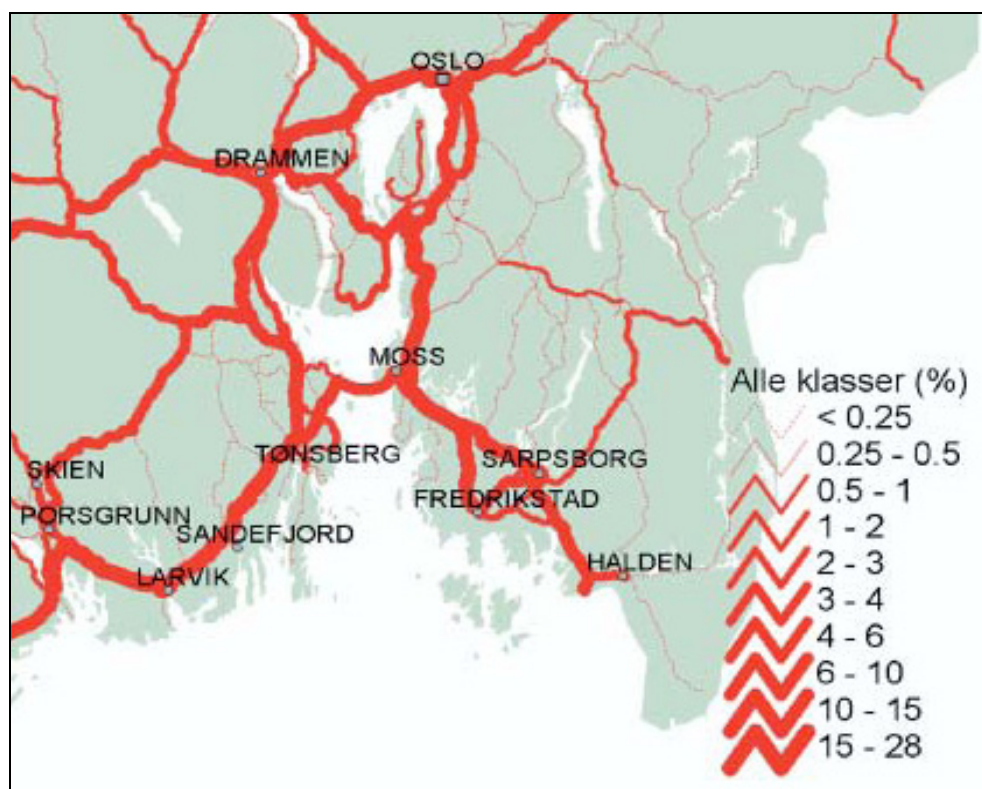 OSLO
DRAMMEN
MOSS
TØNSBERG
SKIEN
SARPSBORG
FREDRIKSTAD
PORSGRUNN
SANDEFJORD
HALDEN
LARVIK
Alle klasser (%)
< 0.25
0.25 - 0.5
0.5 - 1
1 - 2
2 - 3
3 - 4
4 - 6
6 - 10
10 - 15
15 - 28